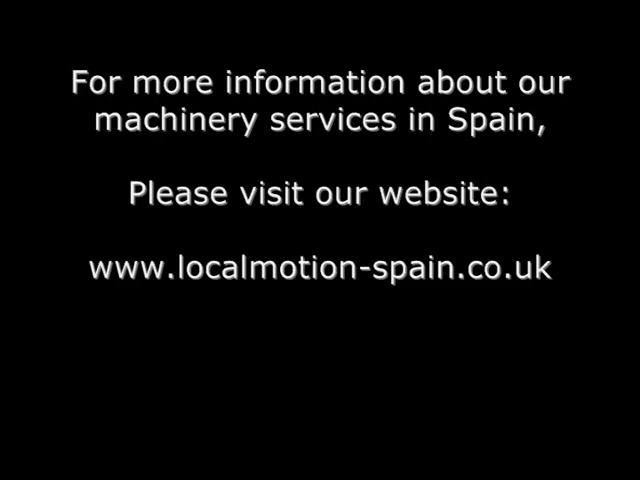 For more information about our
machinery services in Spain,
Please visit our website:
www.localmotion-spain.co.uk